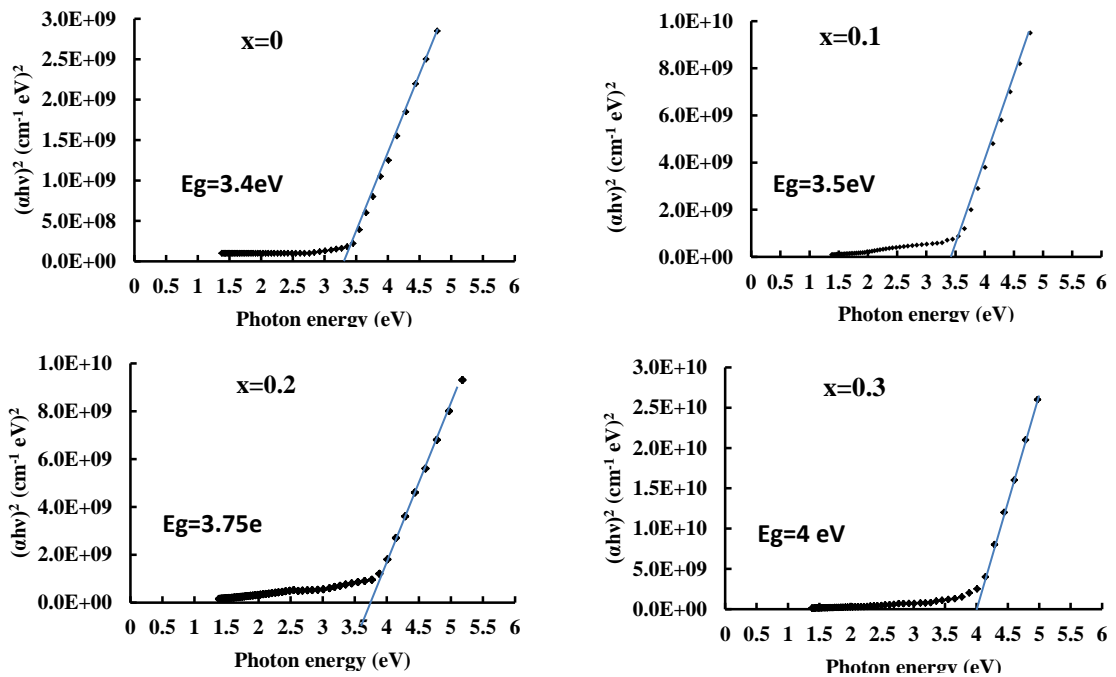 3.0E+09
2.5E+09
2.0E+09
1.5E+09
1.0E+09
5.0E+08
0.0E+00
(αhν)² (cm⁻¹ eV)²
x=0
Eg=3.4eV
0 0.5 1 1.5 2 2.5 3 3.5 4 4.5 5 5.5 6
Photon energy (eV)
1.0E+10
8.0E+09
6.0E+09
4.0E+09
2.0E+09
0.0E+00
(αhν)² (cm⁻¹ eV)²
x=0.1
Eg=3.5eV
0 0.5 1 1.5 2 2.5 3 3.5 4 4.5 5 5.5 6
Photon energy (eV)
1.0E+10
8.0E+09
6.0E+09
4.0E+09
2.0E+09
0.0E+00
(αhν)² (cm⁻¹ eV)²
x=0.2
Eg=3.75e
0 0.5 1 1.5 2 2.5 3 3.5 4 4.5 5 5.5 6
Photon energy (eV)
3.0E+10
2.5E+10
2.0E+10
1.5E+10
1.0E+10
5.0E+09
0.0E+00
(αhν)² (cm⁻¹ eV)²
x=0.3
Eg=4 eV
0 0.5 1 1.5 2 2.5 3 3.5 4 4.5 5 5.5 6
Photon energy (eV)